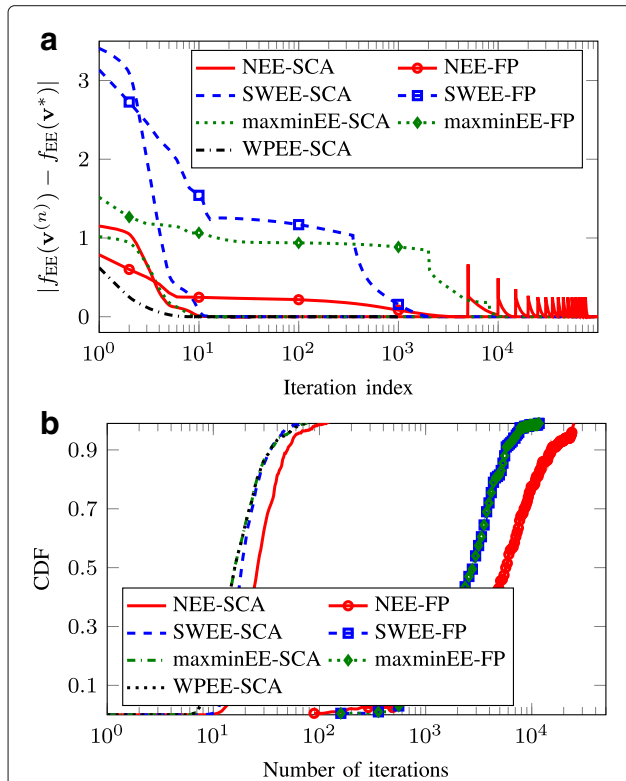 a
NEE-SCA NEE-FP
SWEE-SCA SWEE-FP
maxminEE-SCA maxminEE-FP
WPEE-SCA
|f_EE(v^(n)) − f_EE(v*)|
3
2
1
0
10^0 10^1 10^2 10^3 10^4
Iteration index
b
CDF
0.9
0.7
0.5
0.3
0.1
NEE-SCA NEE-FP
SWEE-SCA SWEE-FP
maxminEE-SCA maxminEE-FP
WPEE-SCA
10^0 10^1 10^2 10^3 10^4
Number of iterations